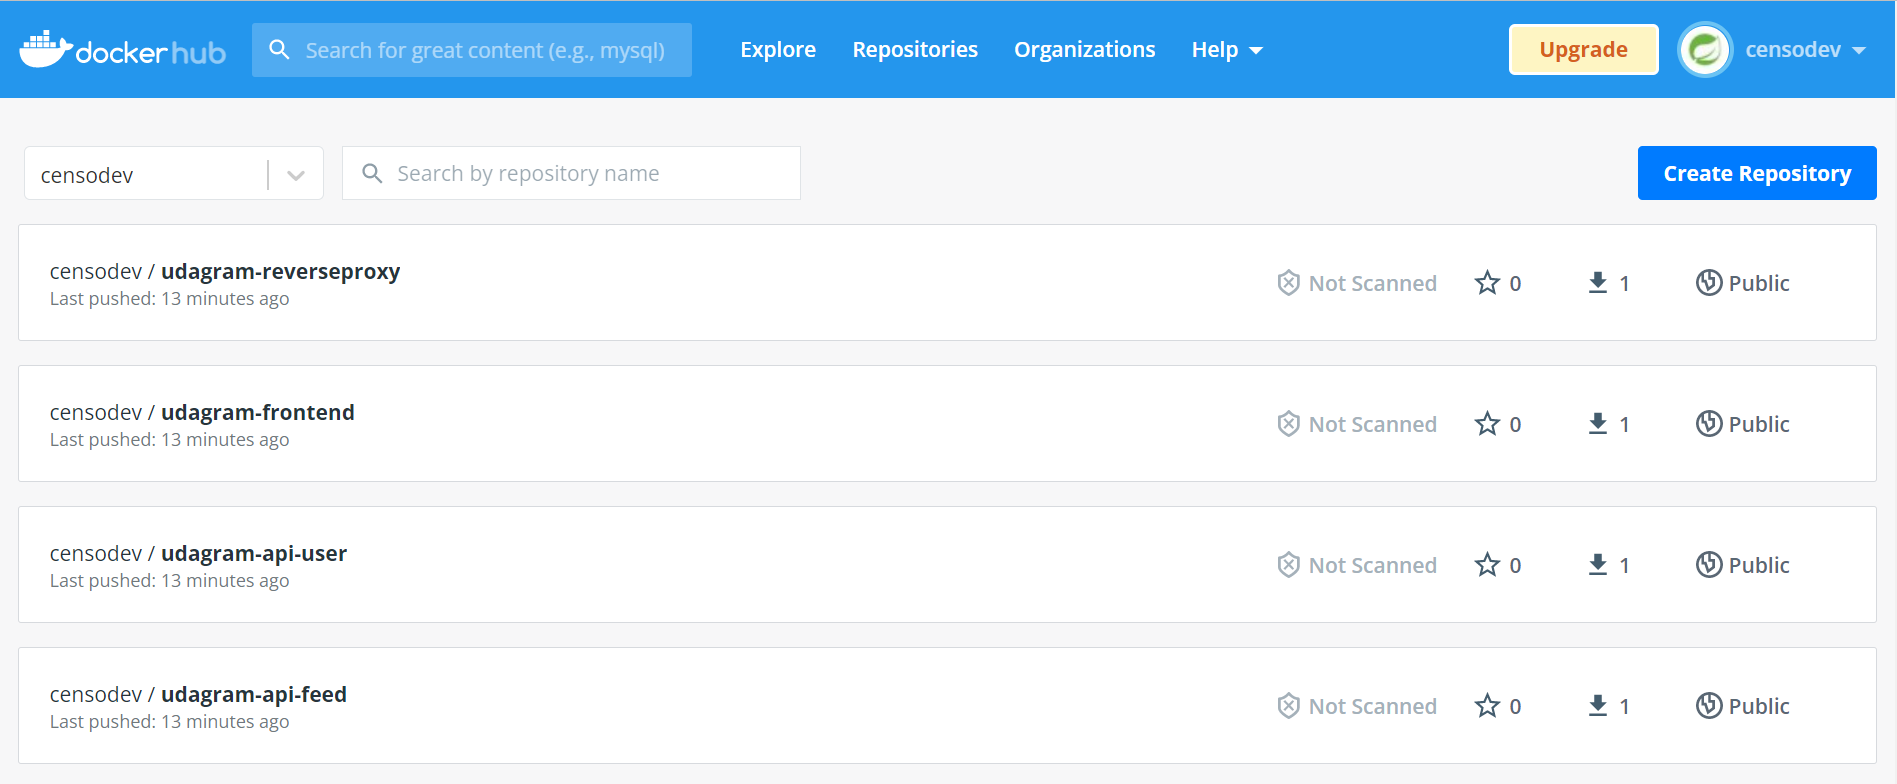 docker hub
Search for great content (e.g., mysql)
Explore
Repositories
Organizations
Help
Upgrade
censodev
censodev
Search by repository name
Create Repository
censodev / udagram-reverseproxy
Last pushed: 13 minutes ago
Not Scanned
0
1
Public
censodev / udagram-frontend
Last pushed: 13 minutes ago
Not Scanned
0
1
Public
censodev / udagram-api-user
Last pushed: 13 minutes ago
Not Scanned
0
1
Public
censodev / udagram-api-feed
Last pushed: 13 minutes ago
Not Scanned
0
1
Public